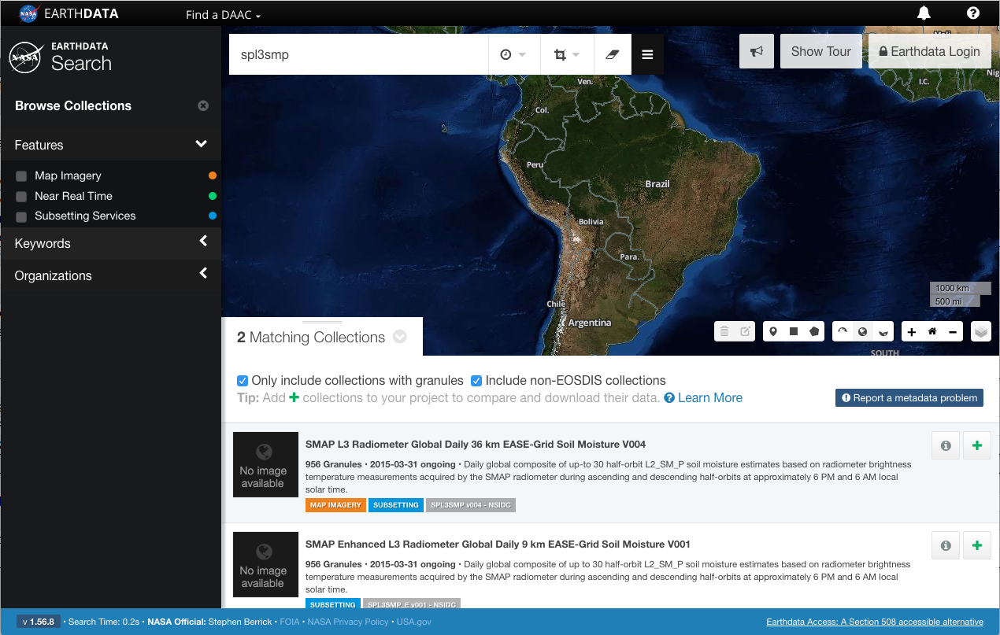 EARTHDATA
Find a DAAC
EARTHDATA
Search
spl3smp
Show Tour
Earthdata Login
Browse Collections
Features
Map Imagery
Near Real Time
Subsetting Services
Keywords
Organizations
Mali
I.C.
Nig
Ven.
Col.
Peru
Brazil
Bolivia
Para.
Chile
Argentina
SOUTH
1000 km
500 mi
2 Matching Collections
Only include collections with granules
Include non-EOSDIS collections
Tip: Add + collections to your project to compare and download their data. Learn More
Report a metadata problem
No image
available
SMAP L3 Radiometer Global Daily 36 km EASE-Grid Soil Moisture V004
956 Granules • 2015-03-31 ongoing • Daily global composite of up-to 30 half-orbit L2_SM_P soil moisture estimates based on radiometer brightness
temperature measurements acquired by the SMAP radiometer during ascending and descending half-orbits at approximately 6 PM and 6 AM local
solar time.
MAP IMAGERY
SUBSETTING
SPL3SMP v004 - NSIDC
No image
available
SMAP Enhanced L3 Radiometer Global Daily 9 km EASE-Grid Soil Moisture V001
956 Granules • 2015-03-31 ongoing • Daily global composite of up to 30 half-orbit L2_SM_P soil moisture estimates based on radiometer brightness
temperature measurements acquired by the SMAP radiometer during ascending and descending half-orbits at approximately 6 PM and 6 AM local
solar time.
SUBSETTING
SPL3SMP_E v001 - NSIDC
v 1.56.8 • Search Time: 0.2s • NASA Official: Stephen Berrick • FOIA • NASA Privacy Policy • USA.gov
Earthdata Access: A Section 508 accessible alternative